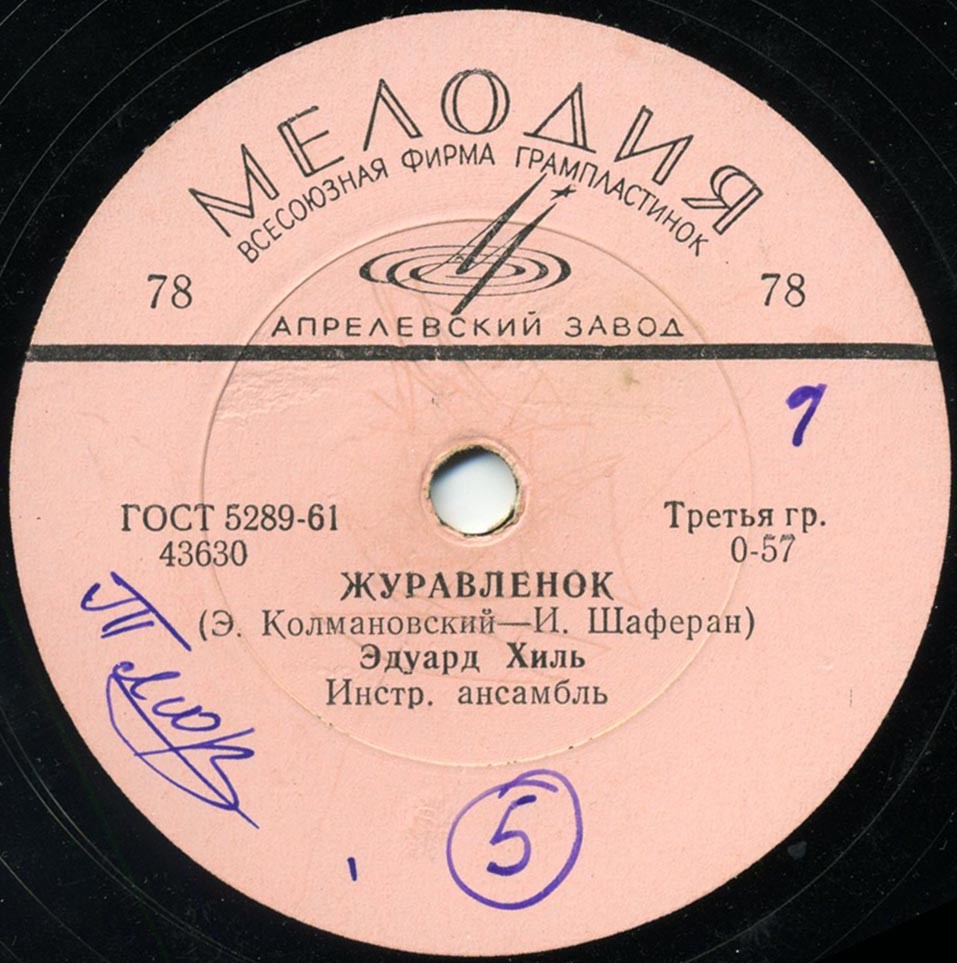 МЕЛОДИЯ
ВСЕСОЮЗНАЯ ФИРМА ГРАМПЛАСТИНОК
78 78
АПРЕЛЕВСКИЙ ЗАВОД
ГОСТ 5289-61
43630
Третья гр.
0-57
ЖУРАВЛЕНОК
(Э. Колмановский—И. Шаферан)
Эдуард Хиль
Инстр. ансамбль
5